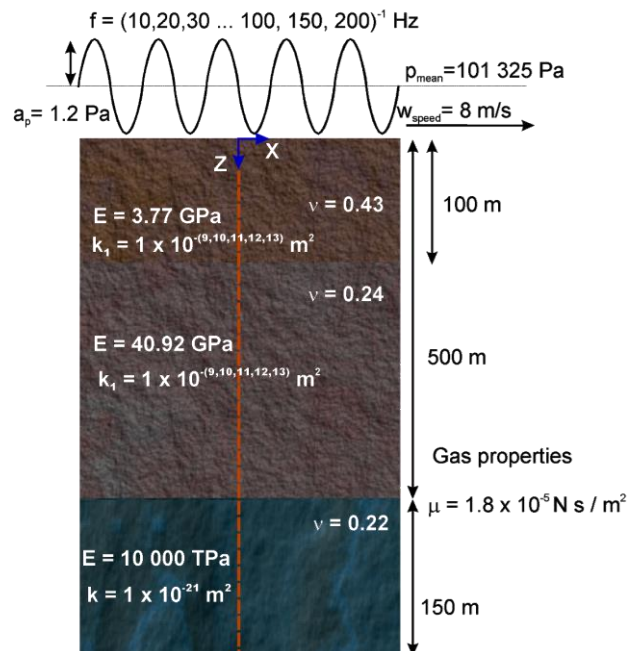 f = (10,20,30 ... 100, 150, 200)⁻¹ Hz
p_mean=101 325 Pa
a_p= 1.2 Pa
w_speed= 8 m/s
Z
X
ν = 0.43
100 m
E = 3.77 GPa
k₁ = 1 x 10⁻⁽⁹,¹⁰,¹¹,¹²,¹³⁾ m²
ν = 0.24
E = 40.92 GPa
500 m
k₁ = 1 x 10⁻⁽⁹,¹⁰,¹¹,¹²,¹³⁾ m²
Gas properties
μ = 1.8 x 10⁻⁵ N s / m²
ν = 0.22
E = 10 000 TPa
k = 1 x 10⁻²¹ m²
150 m